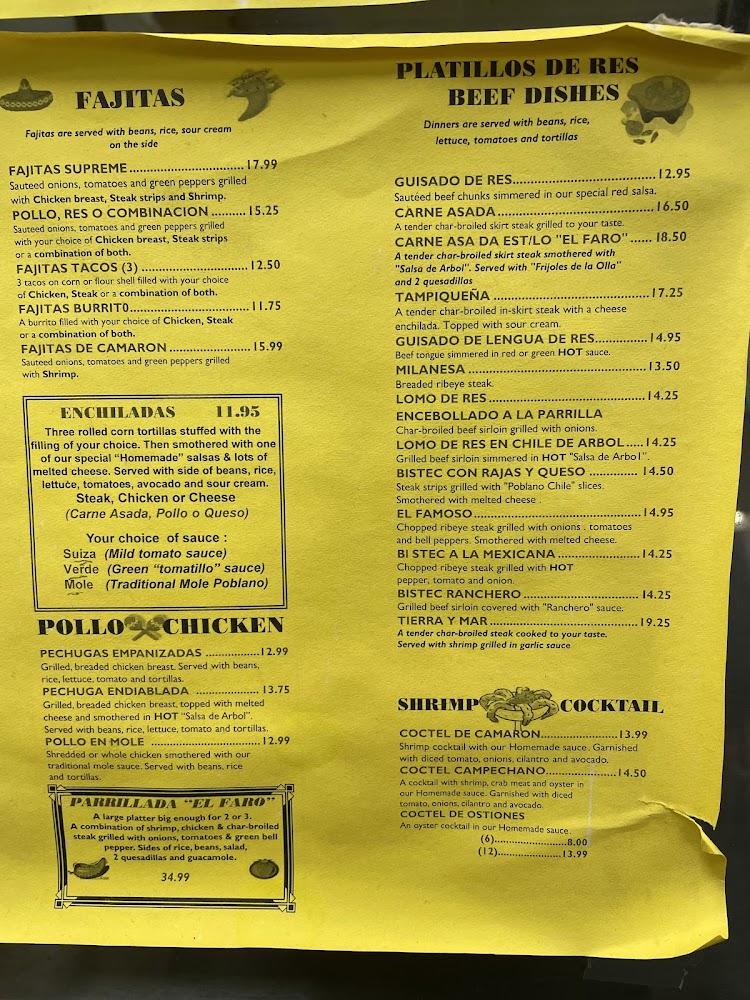 FAJITAS
Fajitas are served with beans, rice, sour cream
on the side
FAJITAS SUPREME..............................17.99
Sauteed onions, tomatoes and green peppers grilled
with Chicken breast, Steak strips and Shrimp.
POLLO, RES O COMBINACION ..........15.25
Sauteed onions, tomatoes and green peppers grilled
with your choice of Chicken breast, Steak strips
or a combination of both.
FAJITAS TACOS (3) ..............................12.50
3 tacos on corn or flour shell filled with your choice
of Chicken, Steak or a combination of both.
FAJITAS BURRITO..................................11.75
A burrito filled with your choice of Chicken, Steak
or a combination of both.
FAJITAS DE CAMARON ......................15.99
Sauteed onions, tomatoes and green peppers grilled
with Shrimp.
ENCHILADAS 11.95
Three rolled corn tortillas stuffed with the
filling of your choice. Then smothered with one
of our special "Homemade" salsas & lots of
melted cheese. Served with side of beans, rice,
lettuce, tomatoes, avocado and sour cream.
Steak, Chicken or Cheese
(Carne Asada, Pollo o Queso)
Your choice of sauce :
Suiza (Mild tomato sauce)
Verde (Green "tomatillo" sauce)
Mole (Traditional Mole Poblano)
POLLO CHICKEN
PECHUGAS EMPANIZADAS ................12.99
Grilled, breaded chicken breast. Served with beans,
rice, lettuce, tomato and tortillas.
PECHUGA ENDIABLADA ..................13.75
Grilled, breaded chicken breast, topped with melted
cheese and smothered in HOT "Salsa de Arbol".
Served with beans, rice, lettuce, tomato and tortillas.
POLLO EN MOLE ..............................12.99
Shredded or whole chicken smothered with our
traditional mole sauce. Served with beans, rice
and tortillas.
PARRILLADA "EL FARO"
A large platter big enough for 2 or 3.
A combination of shrimp, chicken & char-broiled
steak grilled with onions, tomatoes & green bell
pepper. Sides of rice, beans, salad,
2 quesadillas and guacamole.
34.99
PLATILLOS DE RES
BEEF DISHES
Dinners are served with beans, rice,
lettuce, tomatoes and tortillas
GUISADO DE RES....................................12.95
Sautéed beef chunks simmered in our special red salsa.
CARNE ASADA.......................................16.50
A tender char-broiled skirt steak grilled to your taste.
CARNE ASA DA EST/LO "EL FARO"...... 18.50
A tender char-broiled skirt steak smothered with
"Salsa de Arbol". Served with "Frijoles de la Olla"
and 2 quesadillas
TAMPIQUEÑA ........................................17.25
A tender char-broiled in-skirt steak with a cheese
enchilada. Topped with sour cream.
GUISADO DE LENGUA DE RES..............14.95
Beef tongue simmered in red or green HOT sauce.
MILANESA .............................................13.50
Breaded ribeye steak.
LOMO DE RES........................................14.25
ENCEBOLLADO A LA PARRILLA
Char-broiled beef sirloin grilled with onions.
LOMO DE RES EN CHILE DE ARBOL.....14.25
Grilled beef sirloin simmered in HOT "Salsa de Arbol".
BISTEC CON RAJAS Y QUESO ............. 14.50
Steak strips grilled with "Poblano Chile" slices.
Smothered with melted cheese .
EL FAMOSO............................................14.95
Chopped ribeye steak grilled with onions . tomatoes
and bell peppers. Smothered with melted cheese.
BI STEC A LA MEXICANA ......................14.25
Chopped ribeye steak grilled with HOT
pepper, tomato and onion.
BISTEC RANCHERO ............................... 14.25
Grilled beef sirloin covered with "Ranchero" sauce.
TIERRA Y MAR........................................19.25
A tender char-broiled steak cooked to your taste.
Served with shrimp grilled in garlic sauce
SHRIMP COCKTAIL
COCTEL DE CAMARON......................13.99
Shrimp cocktail with our Homemade sauce. Garnished
with diced tomato, onions, cilantro and avocado.
COCTEL CAMPECHANO.....................14.50
A cocktail with shrimp, crab meat and oyster in
our Homemade sauce. Garnished with diced
tomato, onions, cilantro and avocado.
COCTEL DE OSTIONES
An oyster cocktail in our Homemade sauce.
(6).....................8.00
(12)...................13.99